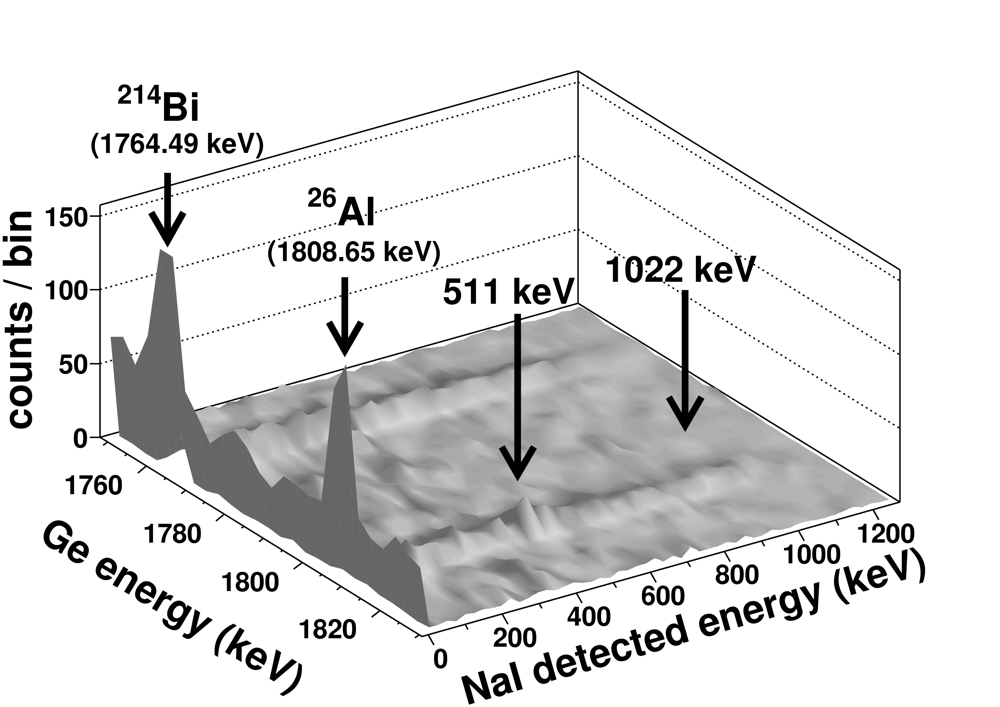 ²¹⁴Bi
(1764.49 keV)
²⁶Al
(1808.65 keV)
511 keV
1022 keV
150
100
50
0
counts / bin
1760
1780
1800
1820
Ge energy (keV)
0
200
400
600
800
1000
1200
NaI detected energy (keV)